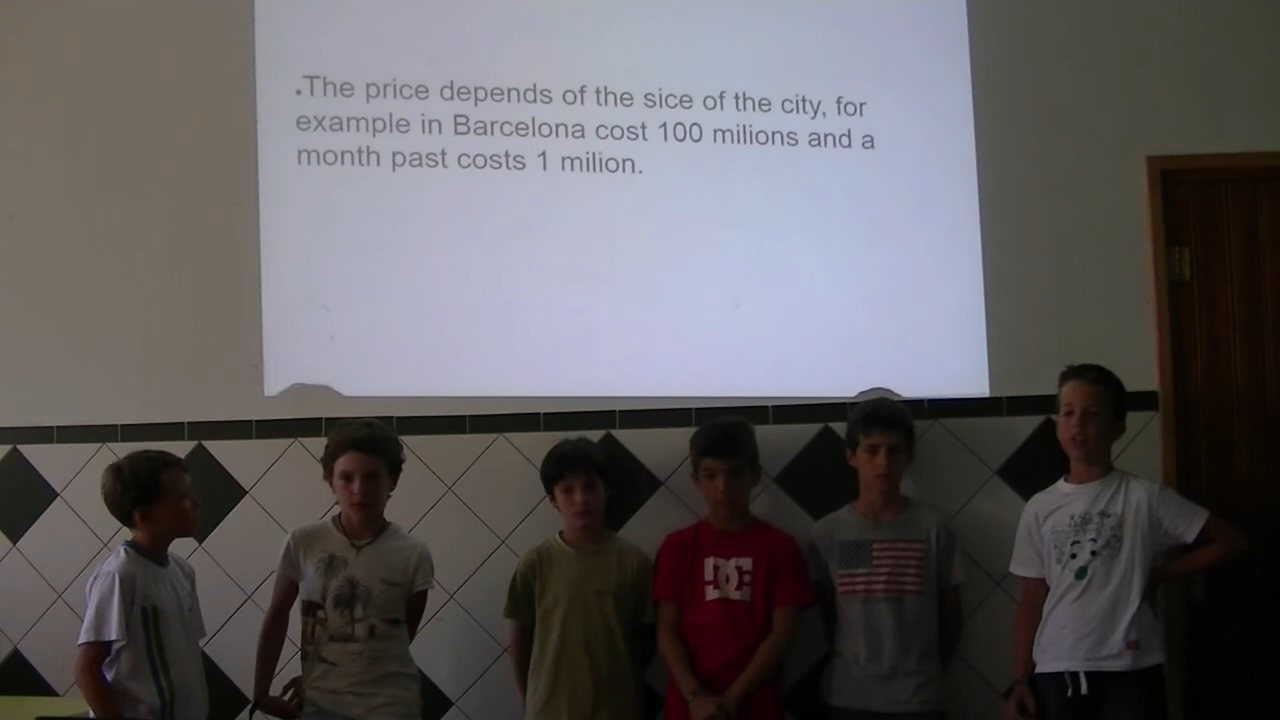 .The price depends of the sice of the city, for
example in Barcelona cost 100 milions and a
month past costs 1 milion.
DC